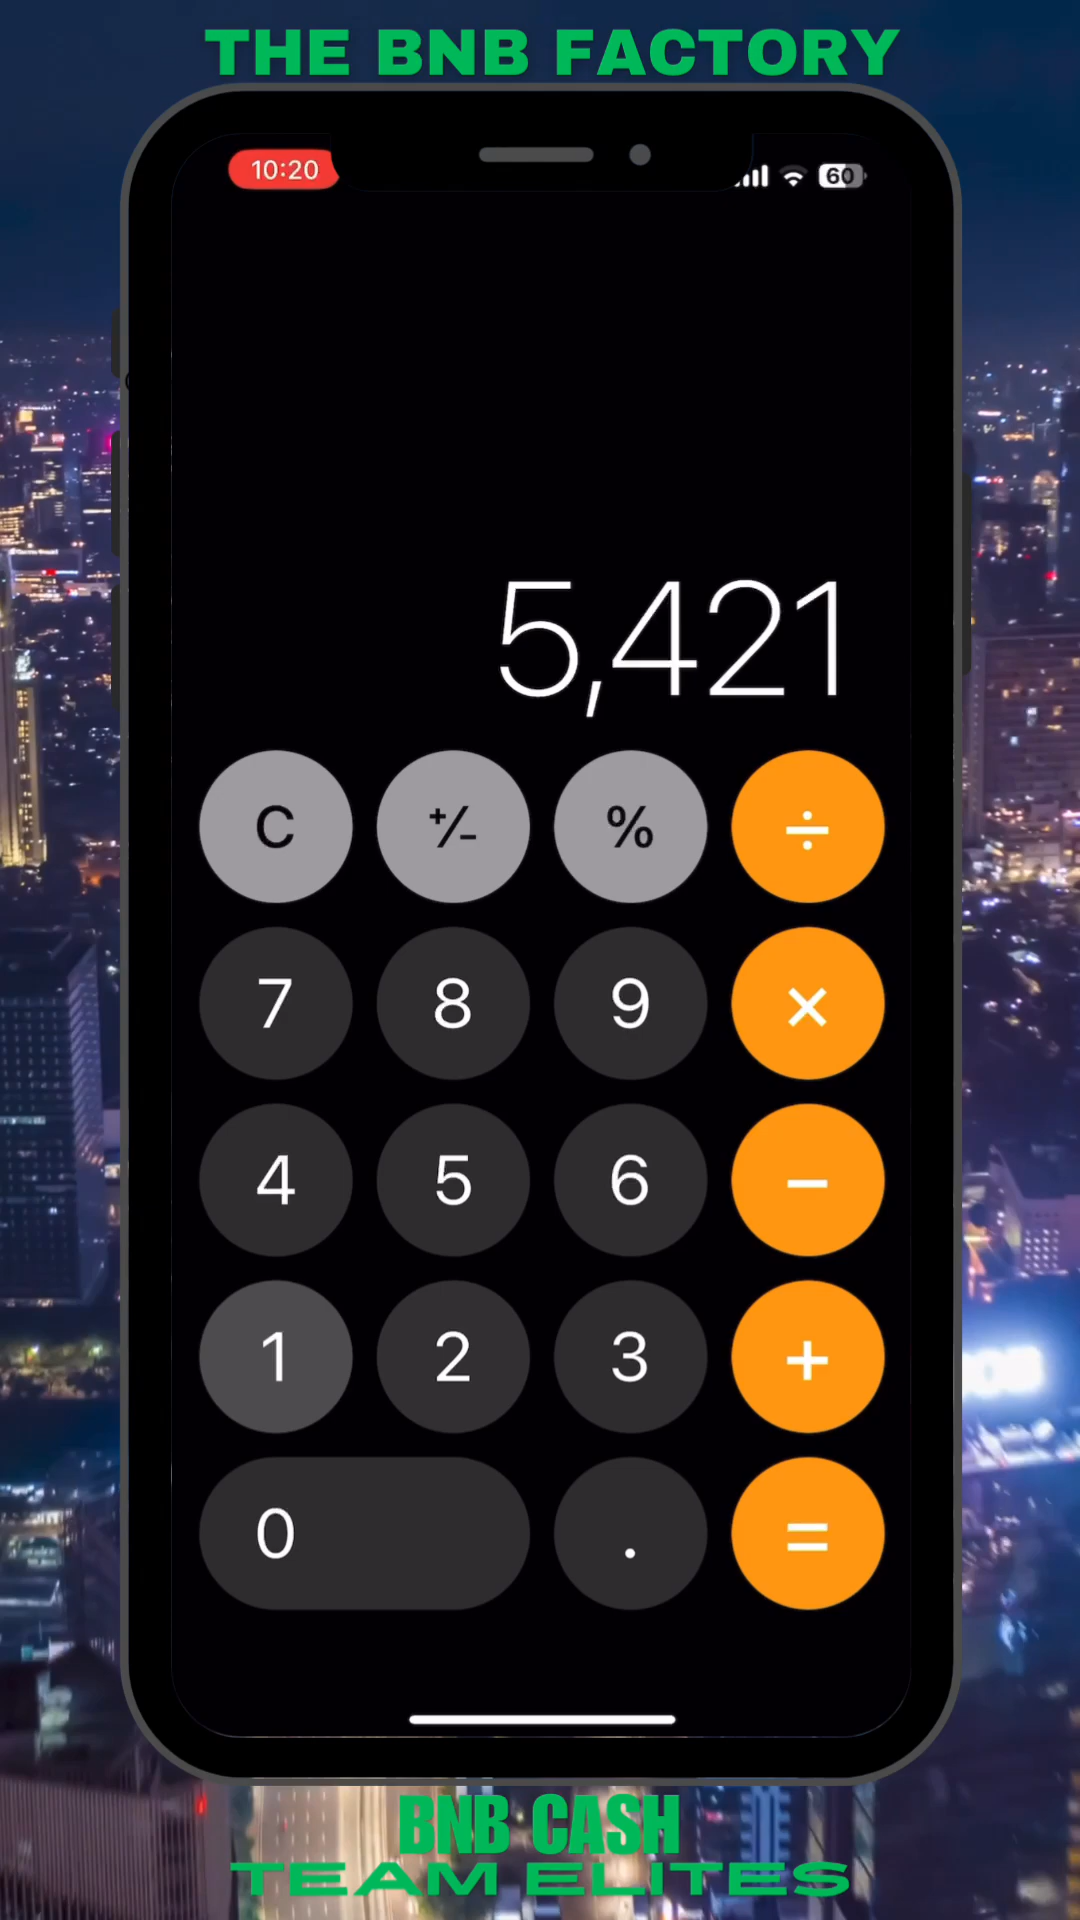 THE BNB FACTORY
10:20
60
5,421
C +/- % ÷
7 8 9 ×
4 5 6 −
1 2 3 +
0 . =
BNB CASH
TEAM ELITES